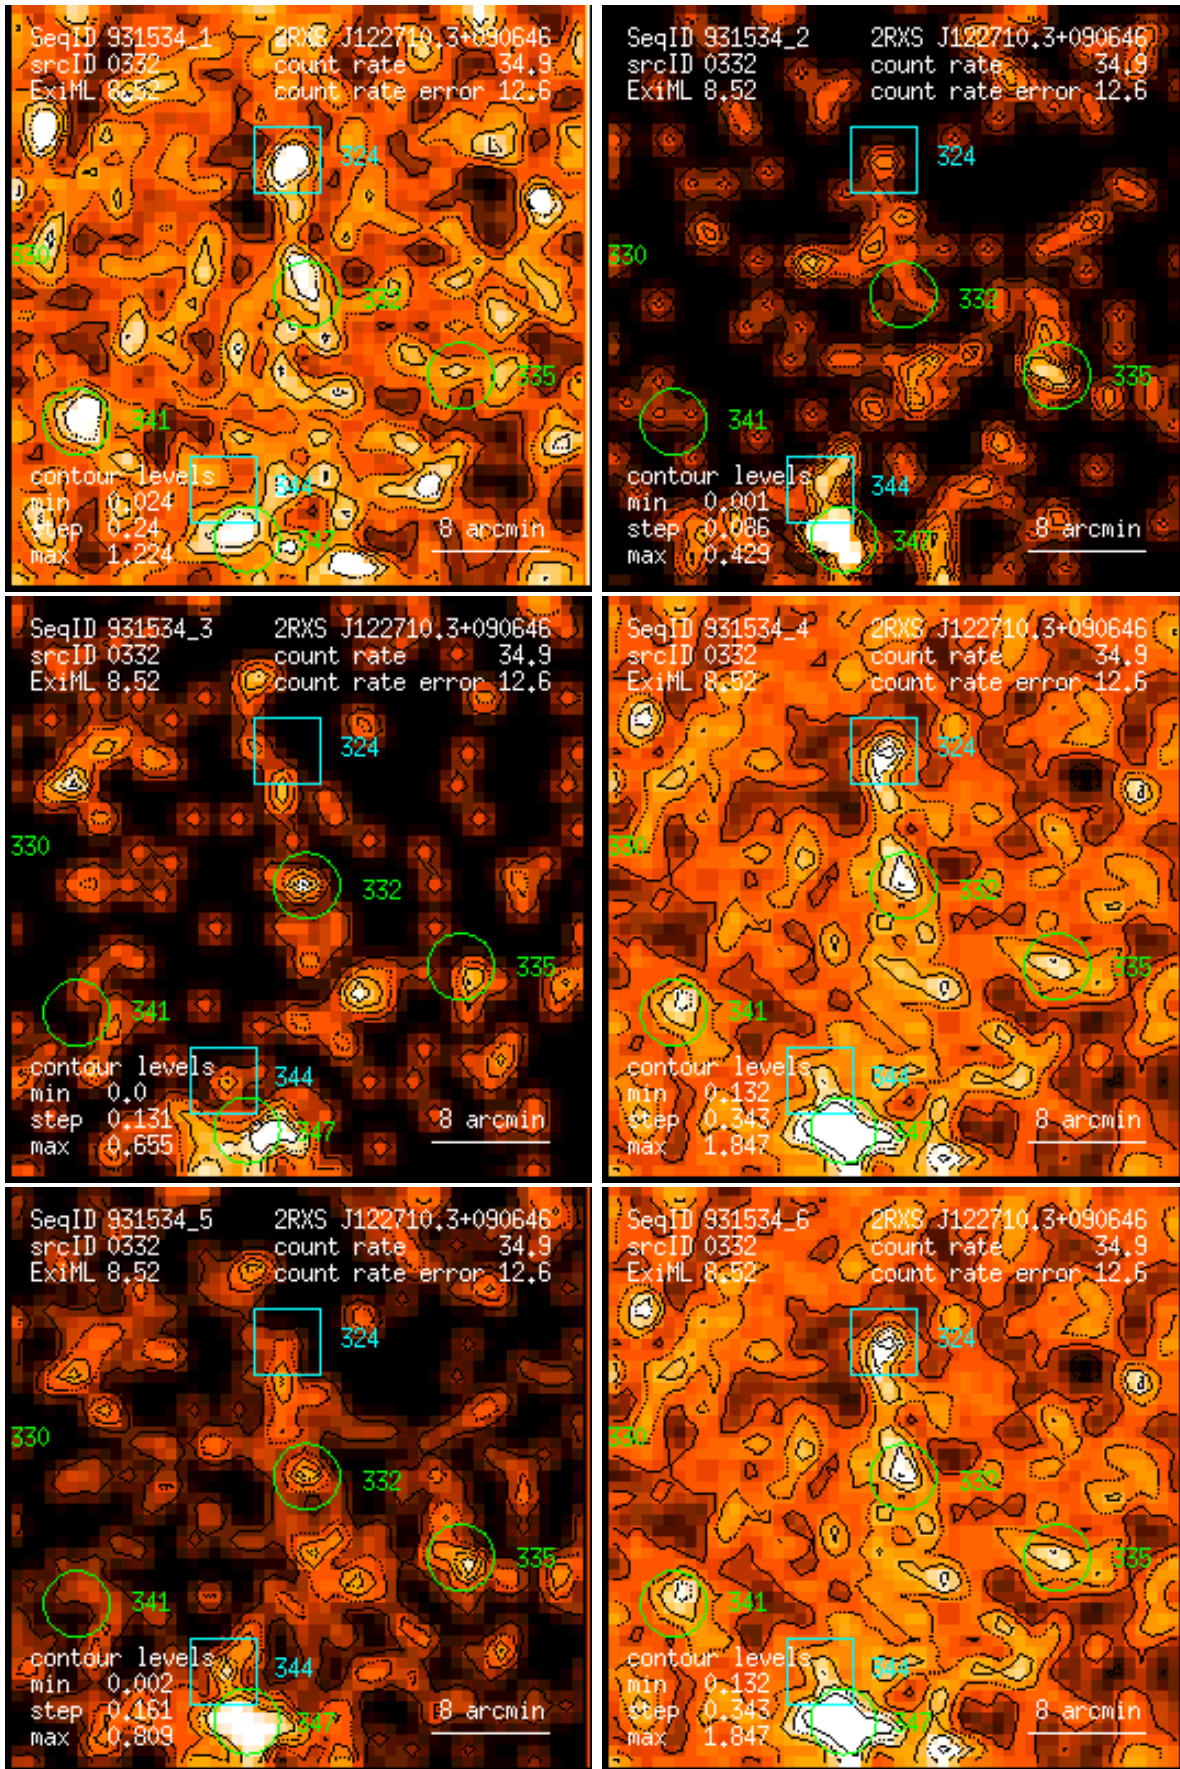 SeqID 931534_1 2RXS J122710.3+090646
srcID 0332 count rate 34.9
ExiML 8.52 count rate error 12.6
324
330
332
335
341
contour levels
344
min 0.024
step 0.24
8 arcmin
347
max 1.224
SeqID 931534_2 2RXS J122710.3+090646
srcID 0332 count rate 34.9
ExiML 8.52 count rate error 12.6
324
330
332
335
341
contour levels
344
min 0.001
step 0.086
8 arcmin
347
max 0.429
SeqID 931534_3 2RXS J122710.3+090646
srcID 0332 count rate 34.9
ExiML 8.52 count rate error 12.6
324
330
332
335
341
contour levels
344
min 0.0
step 0.131
8 arcmin
347
max 0.655
SeqID 931534_4 2RXS J122710.3+090646
srcID 0332 count rate 34.9
ExiML 8.52 count rate error 12.6
324
330
332
335
341
contour levels
344
min 0.132
step 0.343
8 arcmin
347
max 1.847
SeqID 931534_5 2RXS J122710.3+090646
srcID 0332 count rate 34.9
ExiML 8.52 count rate error 12.6
324
330
332
335
341
contour levels
344
min 0.002
step 0.161
8 arcmin
347
max 0.809
SeqID 931534_6 2RXS J122710.3+090646
srcID 0332 count rate 34.9
ExiML 8.52 count rate error 12.6
324
330
332
335
341
contour levels
344
min 0.132
step 0.343
8 arcmin
347
max 1.847